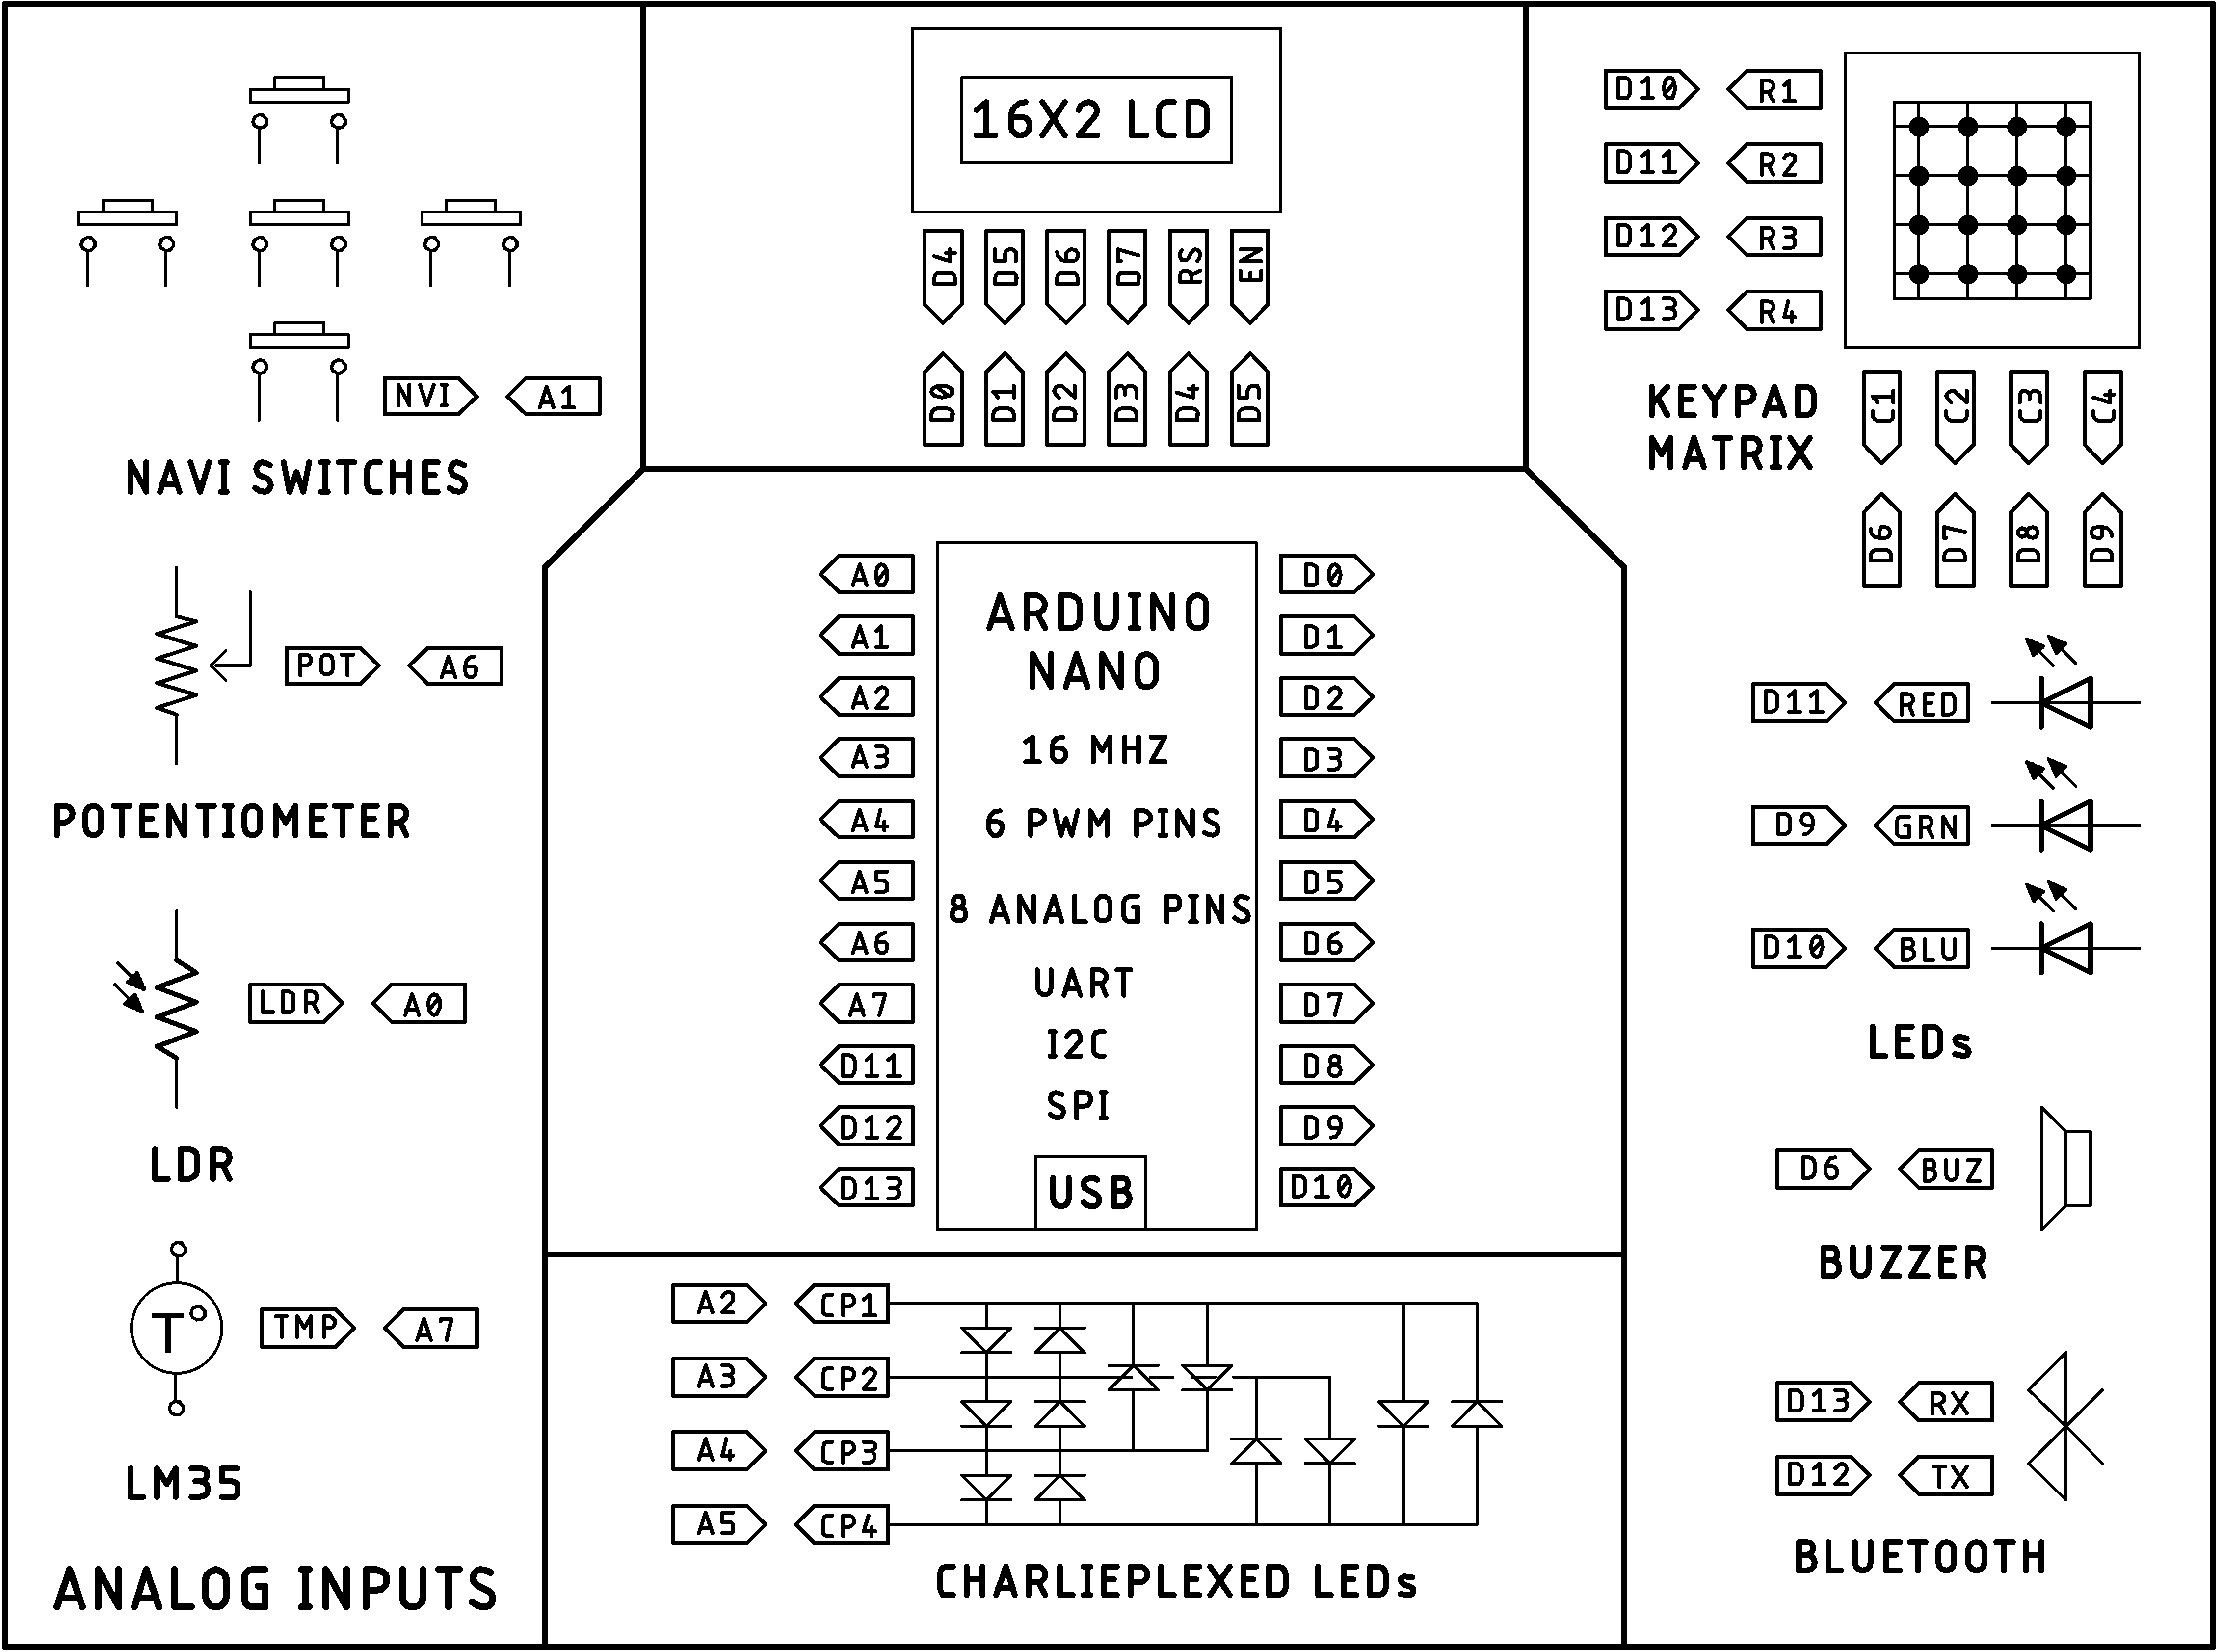 NVI A1
NAVI SWITCHES
POT A6
POTENTIOMETER
LDR A0
LDR
T°
TMP A7
LM35
ANALOG INPUTS
16X2 LCD
D4 D5 D6 D7 RS EN
D0 D1 D2 D3 D4 D5
A0
A1
A2
A3
A4
A5
A6
A7
D11
D12
D13
ARDUINO
NANO
16 MHZ
6 PWM PINS
8 ANALOG PINS
UART
I2C
SPI
USB
D0
D1
D2
D3
D4
D5
D6
D7
D8
D9
D10
A2 CP1
A3 CP2
A4 CP3
A5 CP4
CHARLIEPLEXED LEDs
D10 R1
D11 R2
D12 R3
D13 R4
KEYPAD
MATRIX
C1 C2 C3 C4
D6 D7 D8 D9
D11 RED
D9 GRN
D10 BLU
LEDs
D6 BUZ
BUZZER
D13 RX
D12 TX
BLUETOOTH